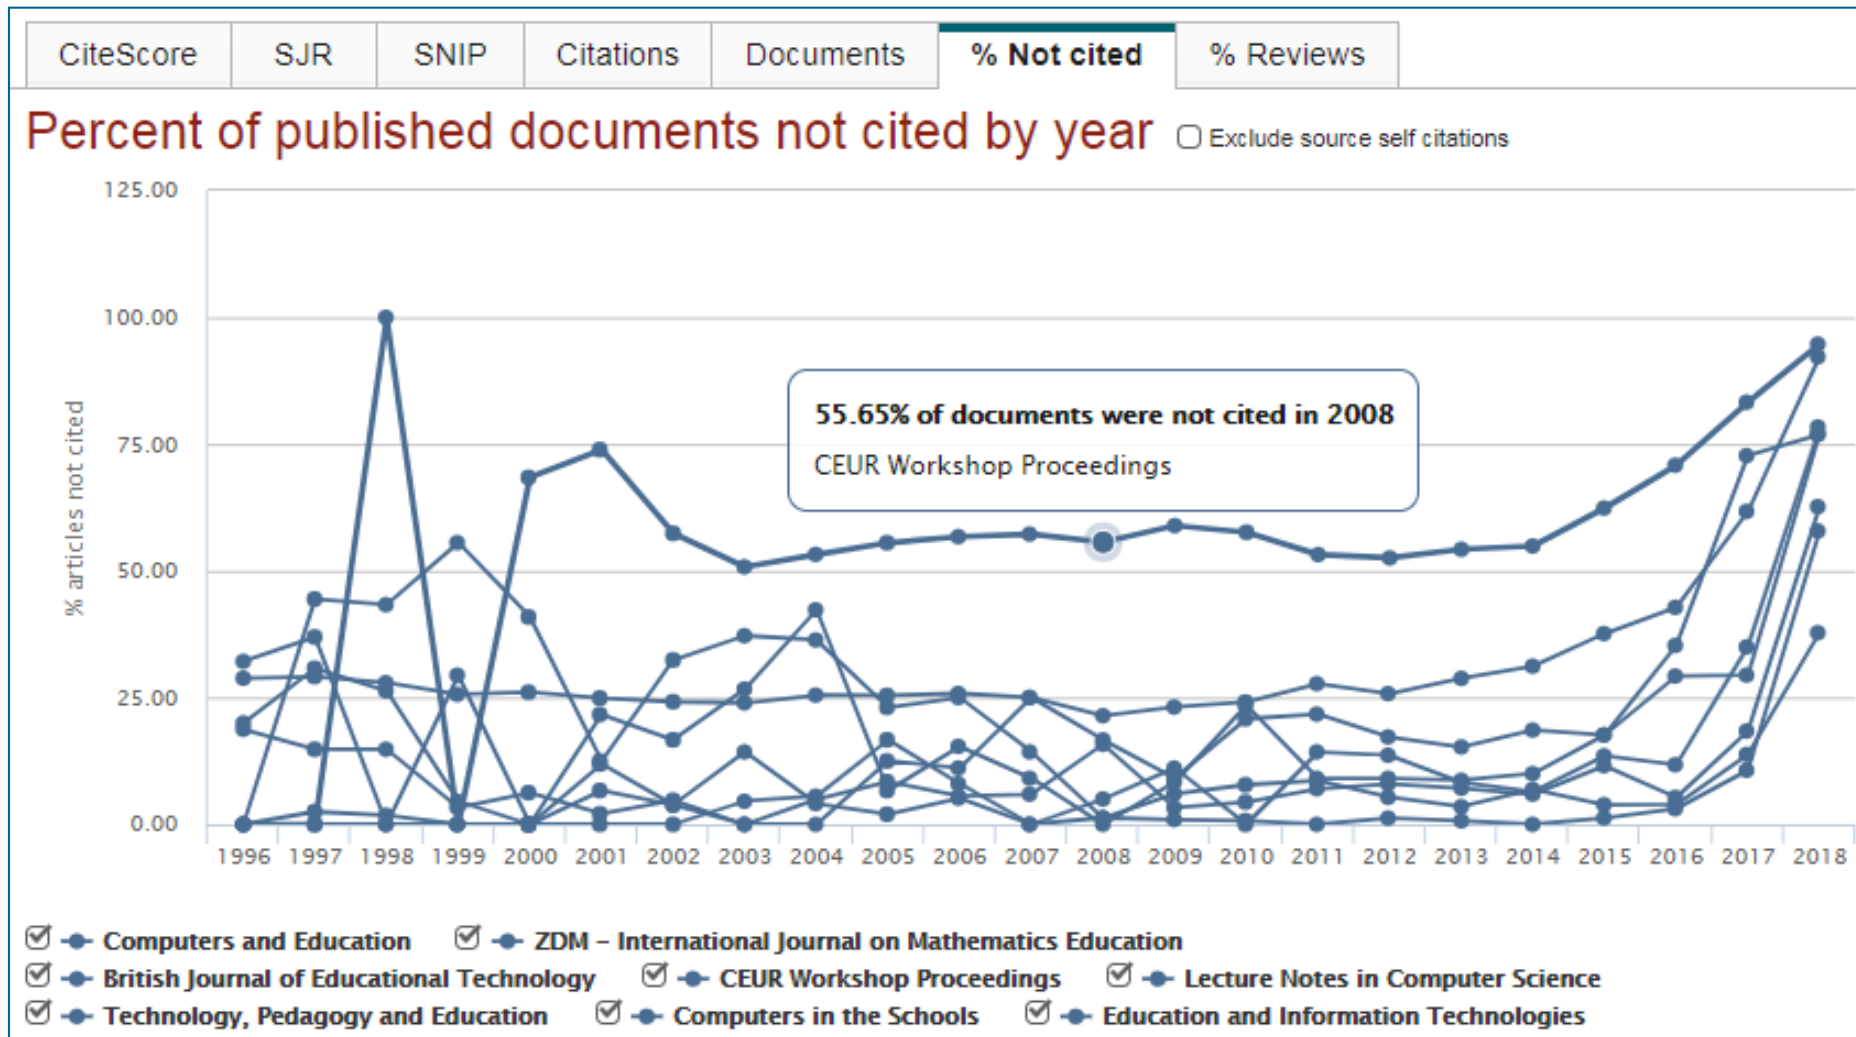 CiteScore SJR SNIP Citations Documents % Not cited % Reviews
Percent of published documents not cited by year Exclude source self citations
125.00
100.00
75.00
50.00
25.00
0.00
% articles not cited
55.65% of documents were not cited in 2008
CEUR Workshop Proceedings
1996 1997 1998 1999 2000 2001 2002 2003 2004 2005 2006 2007 2008 2009 2010 2011 2012 2013 2014 2015 2016 2017 2018
Computers and Education ZDM – International Journal on Mathematics Education
British Journal of Educational Technology CEUR Workshop Proceedings Lecture Notes in Computer Science
Technology, Pedagogy and Education Computers in the Schools Education and Information Technologies